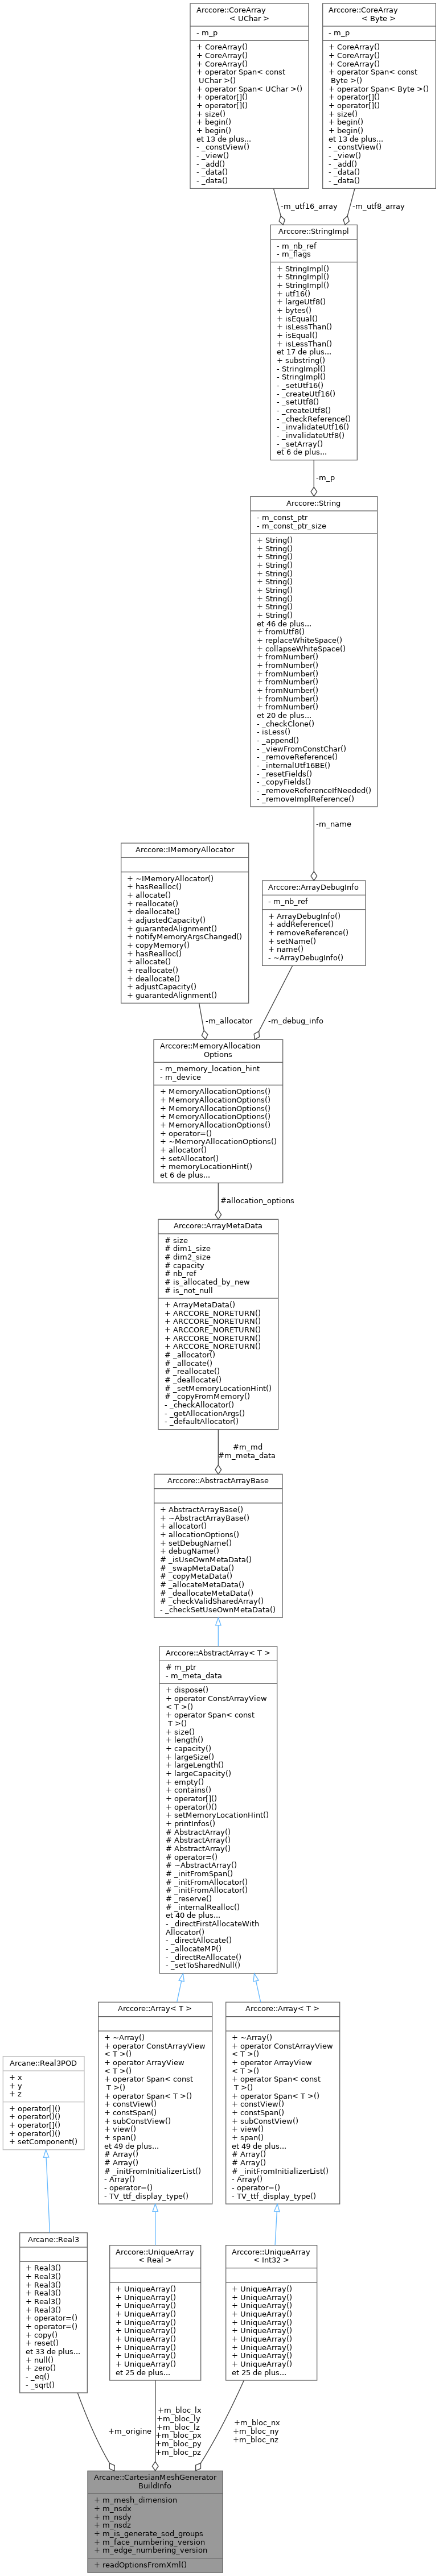 Arccore::CoreArray
< UChar >
- m_p
+ CoreArray()
+ CoreArray()
+ CoreArray()
+ operator Span< const
UChar >()
+ operator Span< UChar >()
+ operator[]()
+ operator[]()
+ size()
+ begin()
+ begin()
et 13 de plus...
- _constView()
- _view()
- _add()
- _data()
- _data()
Arccore::CoreArray
< Byte >
- m_p
+ CoreArray()
+ CoreArray()
+ CoreArray()
+ operator Span< const
Byte >()
+ operator Span< Byte >()
+ operator[]()
+ operator[]()
+ size()
+ begin()
+ begin()
et 13 de plus...
- _constView()
- _view()
- _add()
- _data()
- _data()
-m_utf16_array
-m_utf8_array
Arccore::StringImpl
- m_nb_ref
- m_flags
+ StringImpl()
+ StringImpl()
+ StringImpl()
+ utf16()
+ largeUtf8()
+ bytes()
+ isEqual()
+ isLessThan()
+ isEqual()
+ isLessThan()
et 17 de plus...
+ substring()
- StringImpl()
- StringImpl()
- _setUtf16()
- _createUtf16()
- _setUtf8()
- _createUtf8()
- _checkReference()
- _invalidateUtf16()
- _invalidateUtf8()
- _setArray()
et 6 de plus...
-m_p
Arccore::String
- m_const_ptr
- m_const_ptr_size
+ String()
+ String()
+ String()
+ String()
+ String()
+ String()
+ String()
+ String()
+ String()
+ String()
et 46 de plus...
+ fromUtf8()
+ replaceWhiteSpace()
+ collapseWhiteSpace()
+ fromNumber()
+ fromNumber()
+ fromNumber()
+ fromNumber()
+ fromNumber()
+ fromNumber()
+ fromNumber()
et 20 de plus...
- _checkClone()
- isLess()
- _append()
- _viewFromConstChar()
- _removeReference()
- _internalUtf16BE()
- _resetFields()
- _copyFields()
- _removeReferenceIfNeeded()
- _removeImplReference()
-m_name
Arccore::IMemoryAllocator
+ ~IMemoryAllocator()
+ hasRealloc()
+ allocate()
+ reallocate()
+ deallocate()
+ adjustedCapacity()
+ guarantedAlignment()
+ notifyMemoryArgsChanged()
+ copyMemory()
+ hasRealloc()
+ allocate()
+ reallocate()
+ deallocate()
+ adjustCapacity()
+ guarantedAlignment()
Arccore::ArrayDebugInfo
- m_nb_ref
+ ArrayDebugInfo()
+ addReference()
+ removeReference()
+ setName()
+ name()
- ~ArrayDebugInfo()
-m_allocator
-m_debug_info
Arccore::MemoryAllocation
Options
- m_memory_location_hint
- m_device
+ MemoryAllocationOptions()
+ MemoryAllocationOptions()
+ MemoryAllocationOptions()
+ MemoryAllocationOptions()
+ MemoryAllocationOptions()
+ operator=()
+ ~MemoryAllocationOptions()
+ allocator()
+ setAllocator()
+ memoryLocationHint()
et 6 de plus...
#allocation_options
Arccore::ArrayMetaData
# size
# dim1_size
# dim2_size
# capacity
# nb_ref
# is_allocated_by_new
# is_not_null
+ ArrayMetaData()
+ ARCCORE_NORETURN()
+ ARCCORE_NORETURN()
+ ARCCORE_NORETURN()
+ ARCCORE_NORETURN()
+ ARCCORE_NORETURN()
# _allocator()
# _allocate()
# _reallocate()
# _deallocate()
# _setMemoryLocationHint()
# _copyFromMemory()
- _checkAllocator()
- _getAllocationArgs()
- _defaultAllocator()
#m_md
#m_meta_data
Arccore::AbstractArrayBase
+ AbstractArrayBase()
+ ~AbstractArrayBase()
+ allocator()
+ allocationOptions()
+ setDebugName()
+ debugName()
# _isUseOwnMetaData()
# _swapMetaData()
# _copyMetaData()
# _allocateMetaData()
# _deallocateMetaData()
# _checkValidSharedArray()
- _checkSetUseOwnMetaData()
Arccore::AbstractArray< T >
# m_ptr
- m_meta_data
+ dispose()
+ operator ConstArrayView
< T >()
+ operator Span< const
T >()
+ size()
+ length()
+ capacity()
+ largeSize()
+ largeLength()
+ largeCapacity()
+ empty()
+ contains()
+ operator[]()
+ operator()()
+ setMemoryLocationHint()
+ printInfos()
# AbstractArray()
# AbstractArray()
# AbstractArray()
# operator=()
# ~AbstractArray()
# _initFromSpan()
# _initFromAllocator()
# _initFromAllocator()
# _reserve()
# _internalRealloc()
et 40 de plus...
- _directFirstAllocateWith
Allocator()
- _directAllocate()
- _allocateMP()
- _directReAllocate()
- _setToSharedNull()
Arccore::Array< T >
+ ~Array()
+ operator ConstArrayView
< T >()
+ operator ArrayView
< T >()
+ operator Span< const
T >()
+ operator Span< T >()
+ constView()
+ constSpan()
+ subConstView()
+ view()
+ span()
et 49 de plus...
# Array()
# Array()
# _initFromInitializerList()
- Array()
- operator=()
- TV_ttf_display_type()
Arccore::Array< T >
+ ~Array()
+ operator ConstArrayView
< T >()
+ operator ArrayView
< T >()
+ operator Span< const
T >()
+ operator Span< T >()
+ constView()
+ constSpan()
+ subConstView()
+ view()
+ span()
et 49 de plus...
# Array()
# Array()
# _initFromInitializerList()
- Array()
- operator=()
- TV_ttf_display_type()
Arcane::Real3POD
+ x
+ y
+ z
+ operator[]()
+ operator()()
+ operator[]()
+ operator()()
+ setComponent()
Arcane::Real3
+ Real3()
+ Real3()
+ Real3()
+ Real3()
+ Real3()
+ Real3()
+ operator=()
+ operator=()
+ copy()
+ reset()
et 33 de plus...
+ null()
+ zero()
- _eq()
- _sqrt()
Arccore::UniqueArray
< Real >
+ UniqueArray()
+ UniqueArray()
+ UniqueArray()
+ UniqueArray()
+ UniqueArray()
+ UniqueArray()
+ UniqueArray()
+ UniqueArray()
+ UniqueArray()
+ UniqueArray()
et 25 de plus...
Arccore::UniqueArray
< Int32 >
+ UniqueArray()
+ UniqueArray()
+ UniqueArray()
+ UniqueArray()
+ UniqueArray()
+ UniqueArray()
+ UniqueArray()
+ UniqueArray()
+ UniqueArray()
+ UniqueArray()
et 25 de plus...
+m_origine
+m_bloc_lx
+m_bloc_ly
+m_bloc_lz
+m_bloc_px
+m_bloc_py
+m_bloc_pz
+m_bloc_nx
+m_bloc_ny
+m_bloc_nz
Arcane::CartesianMeshGenerator
BuildInfo
+ m_mesh_dimension
+ m_nsdx
+ m_nsdy
+ m_nsdz
+ m_is_generate_sod_groups
+ m_face_numbering_version
+ m_edge_numbering_version
+ readOptionsFromXml()